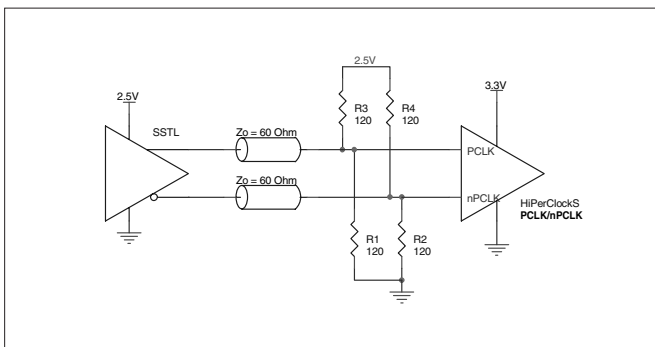 2.5V
SSTL
Zo = 60 Ohm
Zo = 60 Ohm
2.5V
R3
120
R4
120
R1
120
R2
120
3.3V
PCLK
nPCLK
HiPerClockS
PCLK/nPCLK